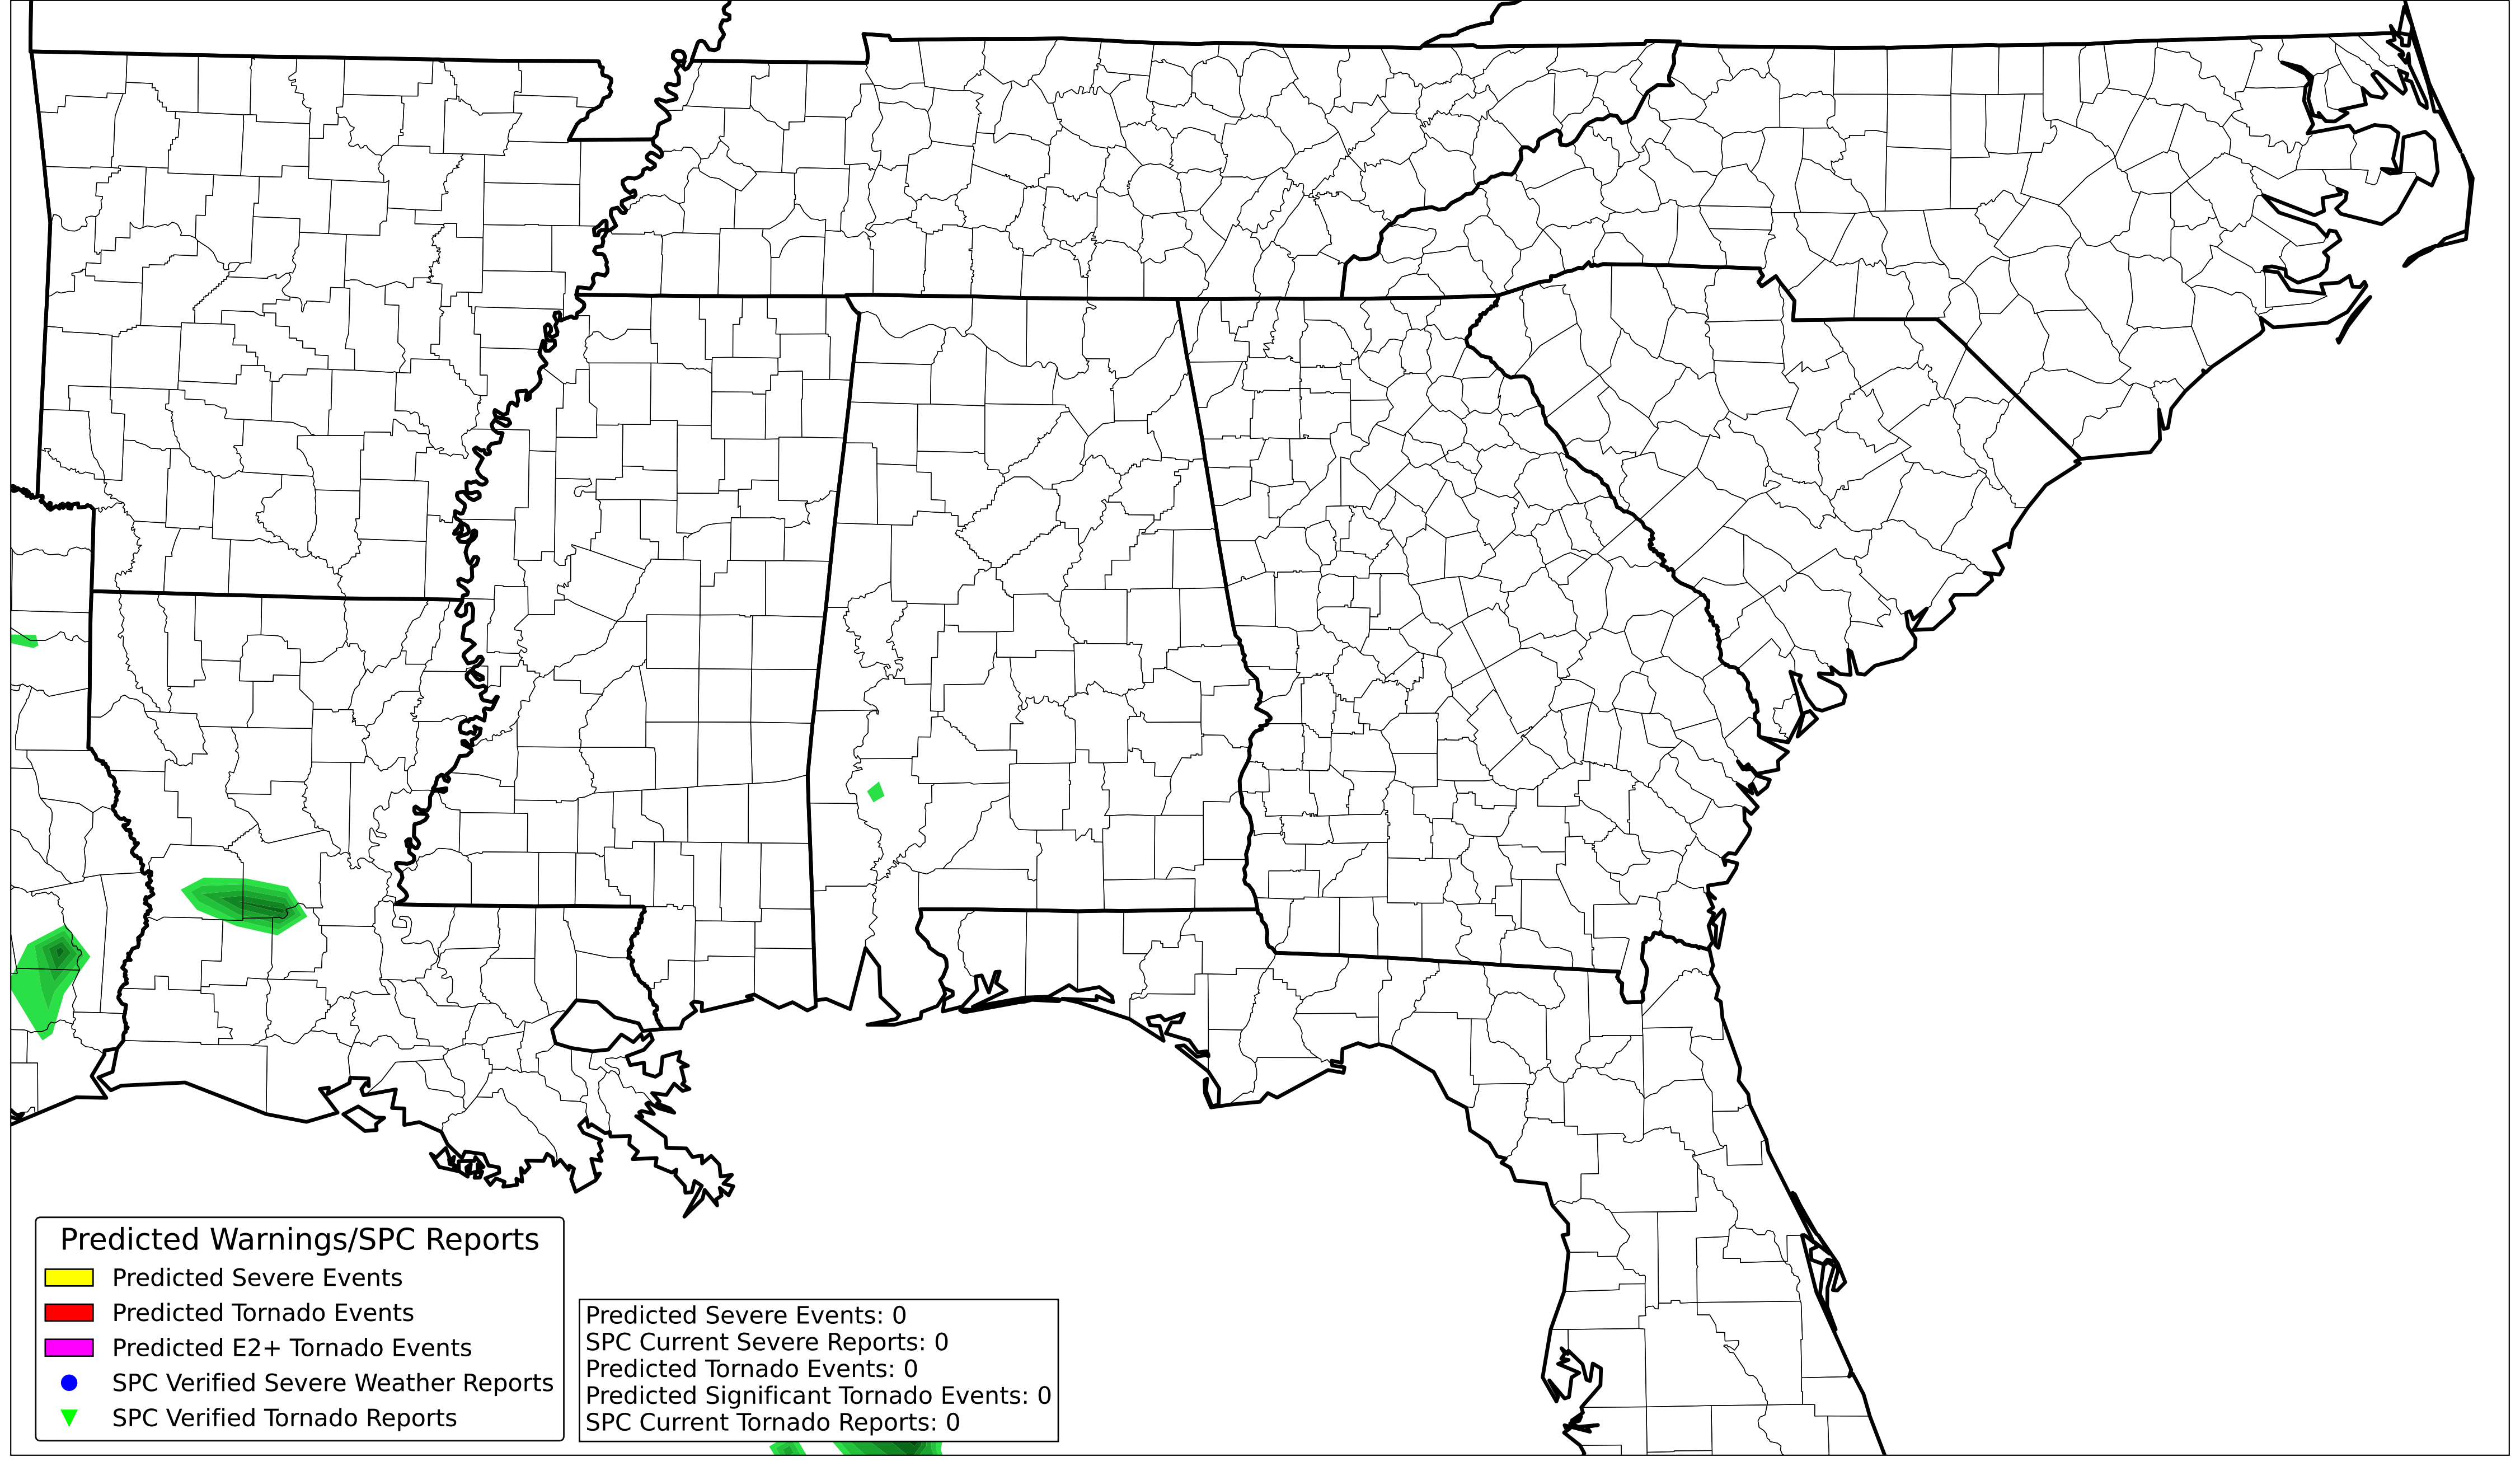 Predicted Warnings/SPC Reports
Predicted Severe Events
Predicted Tornado Events
Predicted E2+ Tornado Events
SPC Verified Severe Weather Reports
SPC Verified Tornado Reports
Predicted Severe Events: 0
SPC Current Severe Reports: 0
Predicted Tornado Events: 0
Predicted Significant Tornado Events: 0
SPC Current Tornado Reports: 0